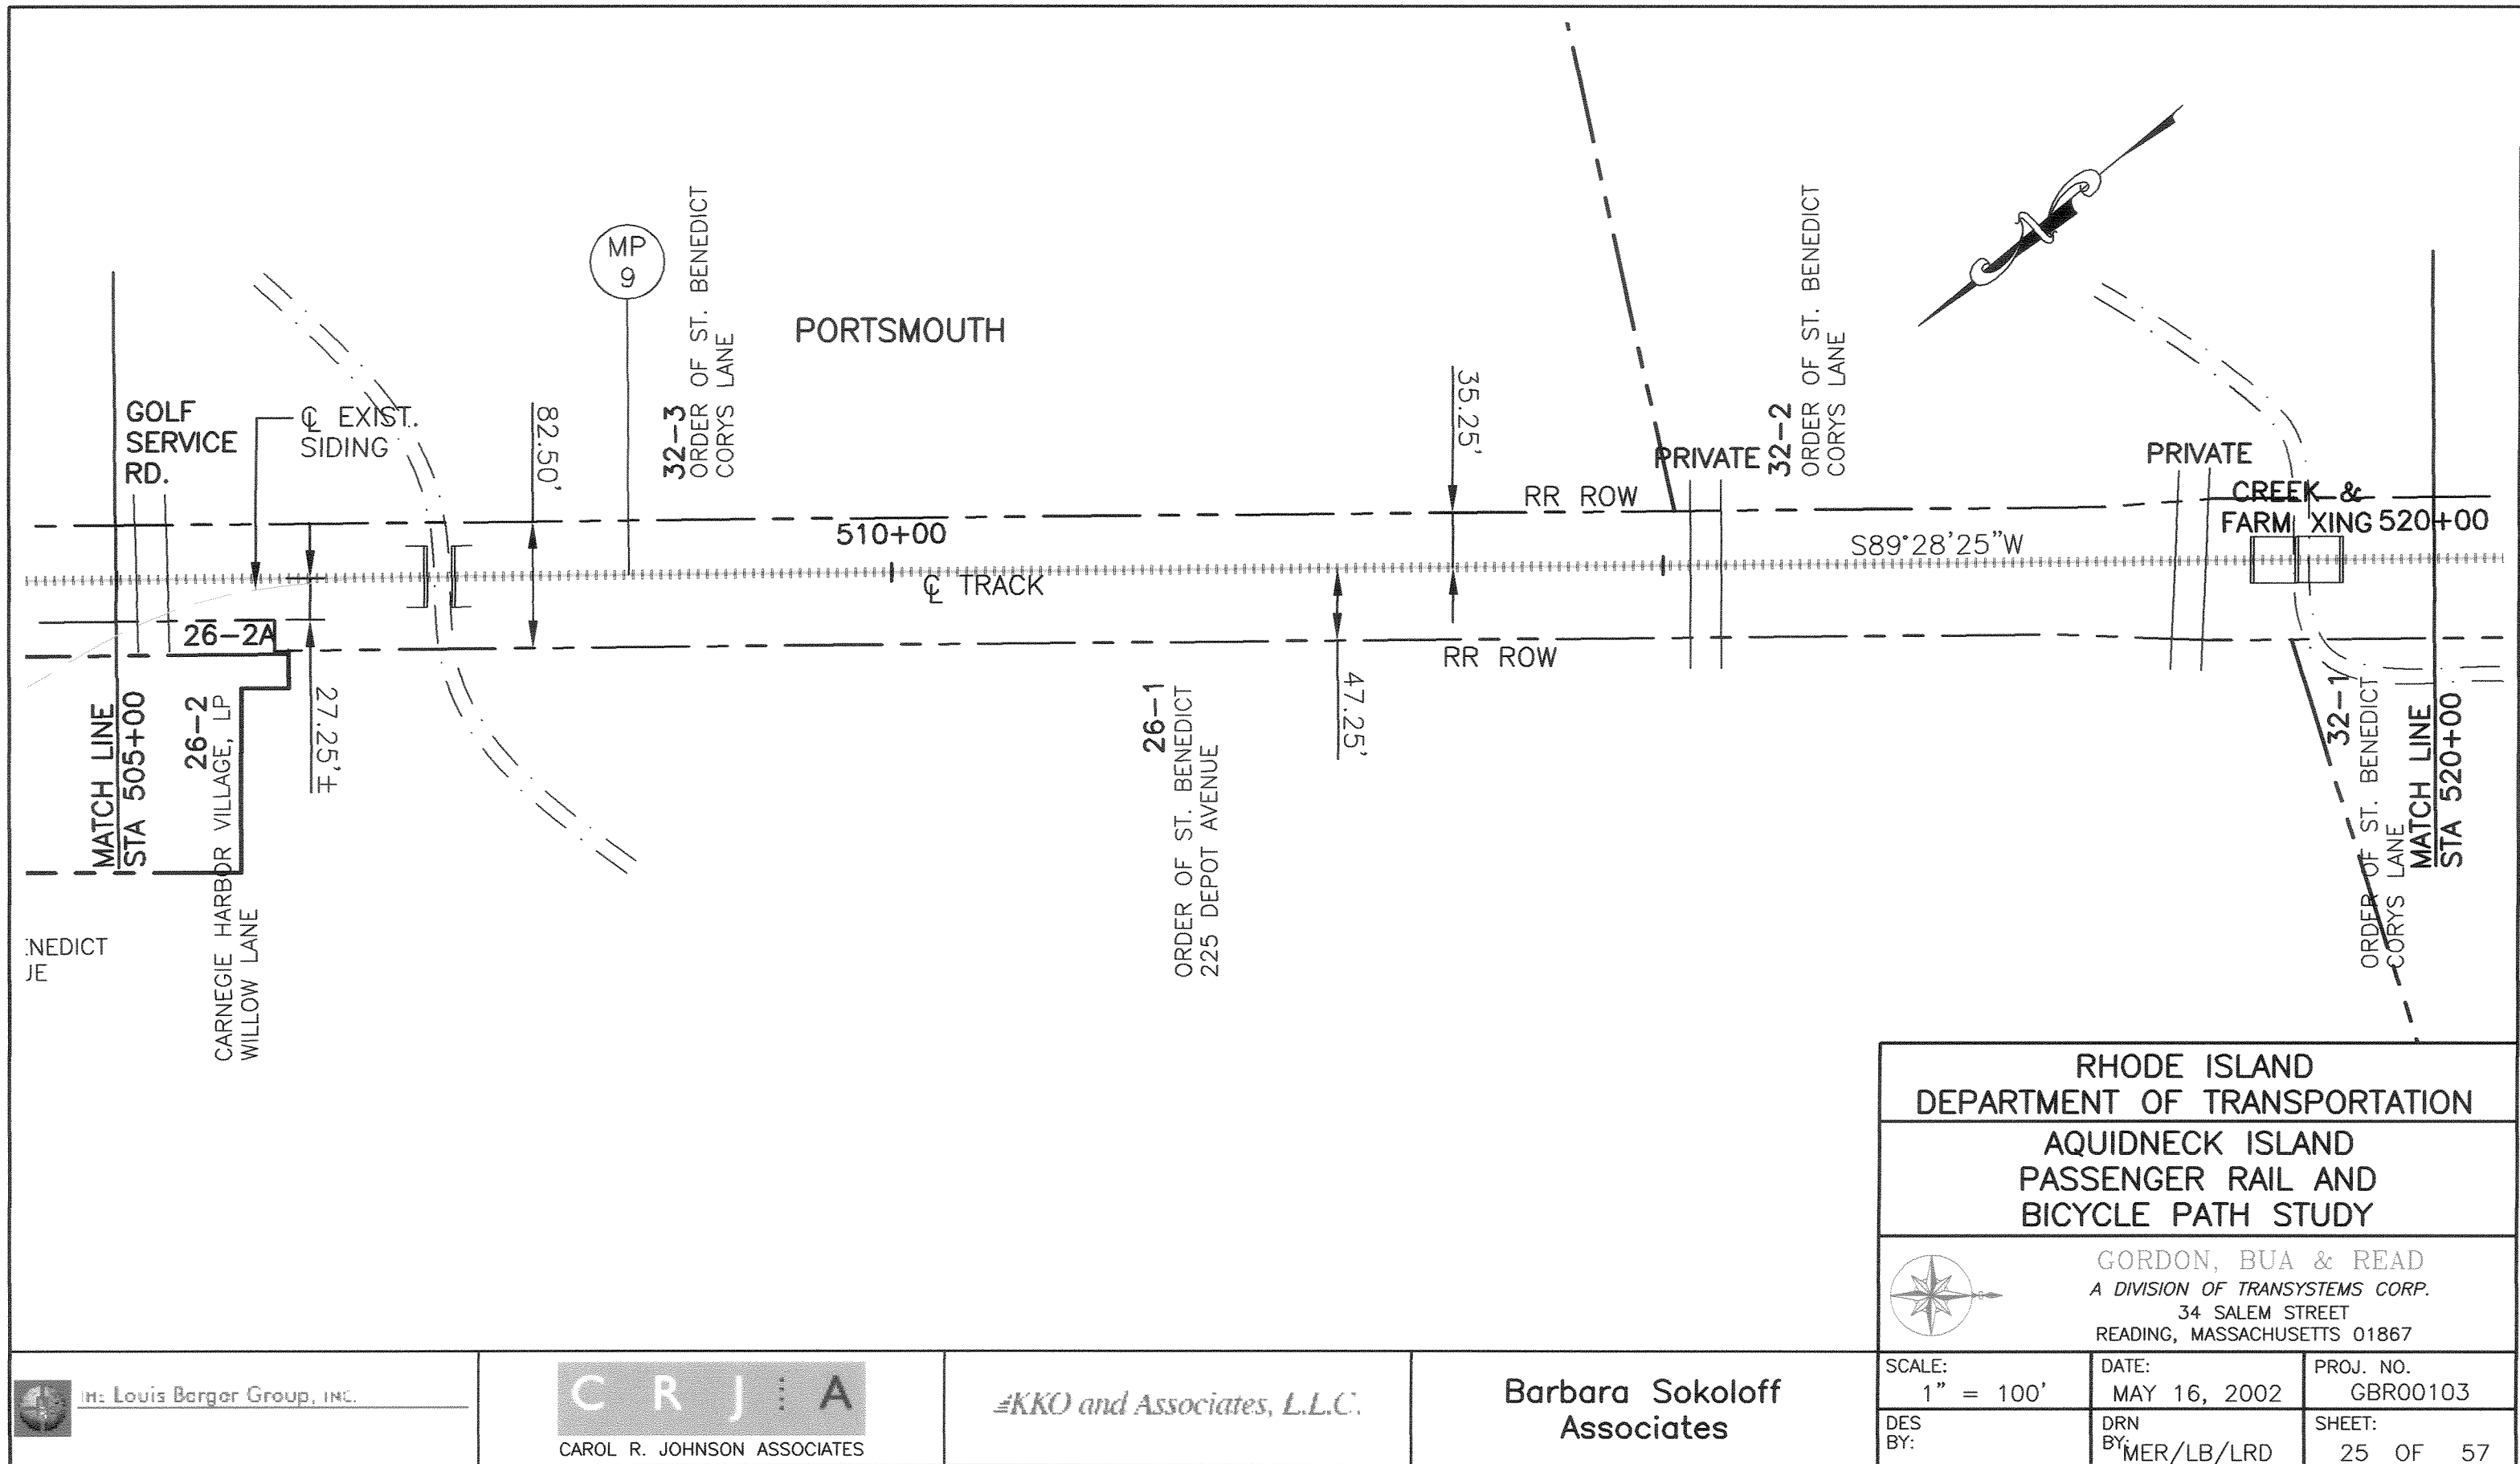 MP
9
32-3
ORDER OF ST. BENEDICT
CORYS LANE
PORTSMOUTH
32-2
ORDER OF ST. BENEDICT
CORYS LANE
GOLF
SERVICE
RD.
℄ EXIST.
SIDING
82.50'
35.25'
PRIVATE
PRIVATE
RR ROW
CREEK &
FARM XING
520+00
510+00
S89°28'25"W
℄ TRACK
26-2A
RR ROW
MATCH LINE
STA 505+00
26-2
CARNEGIE HARBOR VILLAGE, LP
WILLOW LANE
27.25'±
26-1
ORDER OF ST. BENEDICT
225 DEPOT AVENUE
47.25'
32-1
ORDER OF ST. BENEDICT
CORYS LANE
MATCH LINE
STA 520+00
NEDICT
JE
RHODE ISLAND
DEPARTMENT OF TRANSPORTATION
AQUIDNECK ISLAND
PASSENGER RAIL AND
BICYCLE PATH STUDY
GORDON, BUA & READ
A DIVISION OF TRANSYSTEMS CORP.
34 SALEM STREET
READING, MASSACHUSETTS 01867
SCALE:
1" = 100'
DATE:
MAY 16, 2002
PROJ. NO.
GBR00103
DES
BY:
DRN
BY: MER/LB/LRD
SHEET:
25 OF 57
THE Louis Berger Group, INC.
C R J A
CAROL R. JOHNSON ASSOCIATES
KKO and Associates, L.L.C.
Barbara Sokoloff
Associates